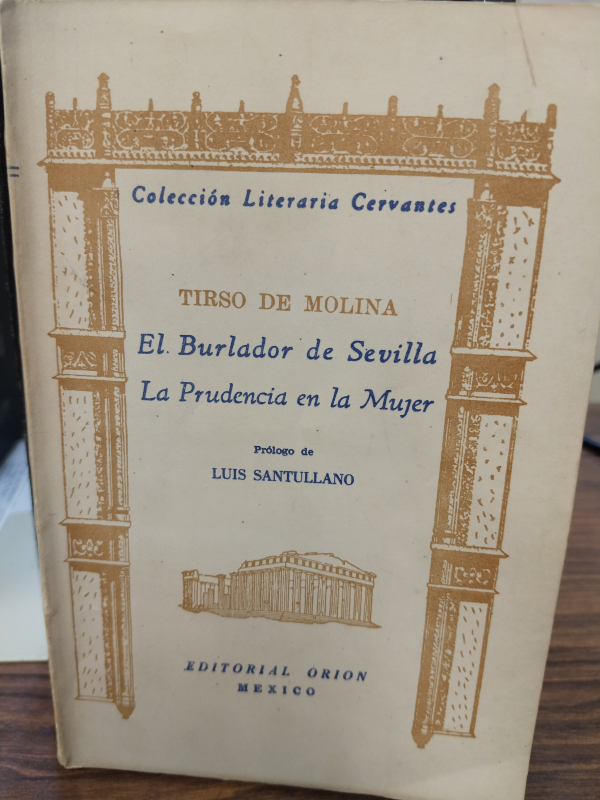 Colección Literaria Cervantes
TIRSO DE MOLINA
El Burlador de Sevilla
La Prudencia en la Mujer
Prólogo de
LUIS SANTULLANO
EDITORIAL ORION
MEXICO